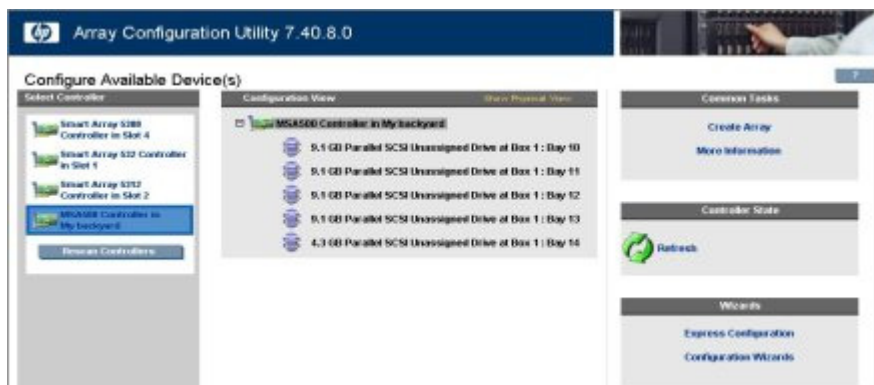 hp Array Configuration Utility 7.40.8.0
?
Configure Available Device(s)
Select Controller
Smart Array 5300
Controller in Slot 4
Smart Array 532 Controller
in Slot 1
Smart Array 5312
Controller in Slot 2
MSA500 Controller in
My backyard
Rescan Controllers
Configuration View
Show Physical View
MSA500 Controller in My backyard
9.1 GB Parallel SCSI Unassigned Drive at Box 1 : Bay 10
9.1 GB Parallel SCSI Unassigned Drive at Box 1 : Bay 11
9.1 GB Parallel SCSI Unassigned Drive at Box 1 : Bay 12
9.1 GB Parallel SCSI Unassigned Drive at Box 1 : Bay 13
4.3 GB Parallel SCSI Unassigned Drive at Box 1 : Bay 14
Common Tasks
Create Array
More Information
Controller State
Refresh
Wizards
Express Configuration
Configuration Wizards